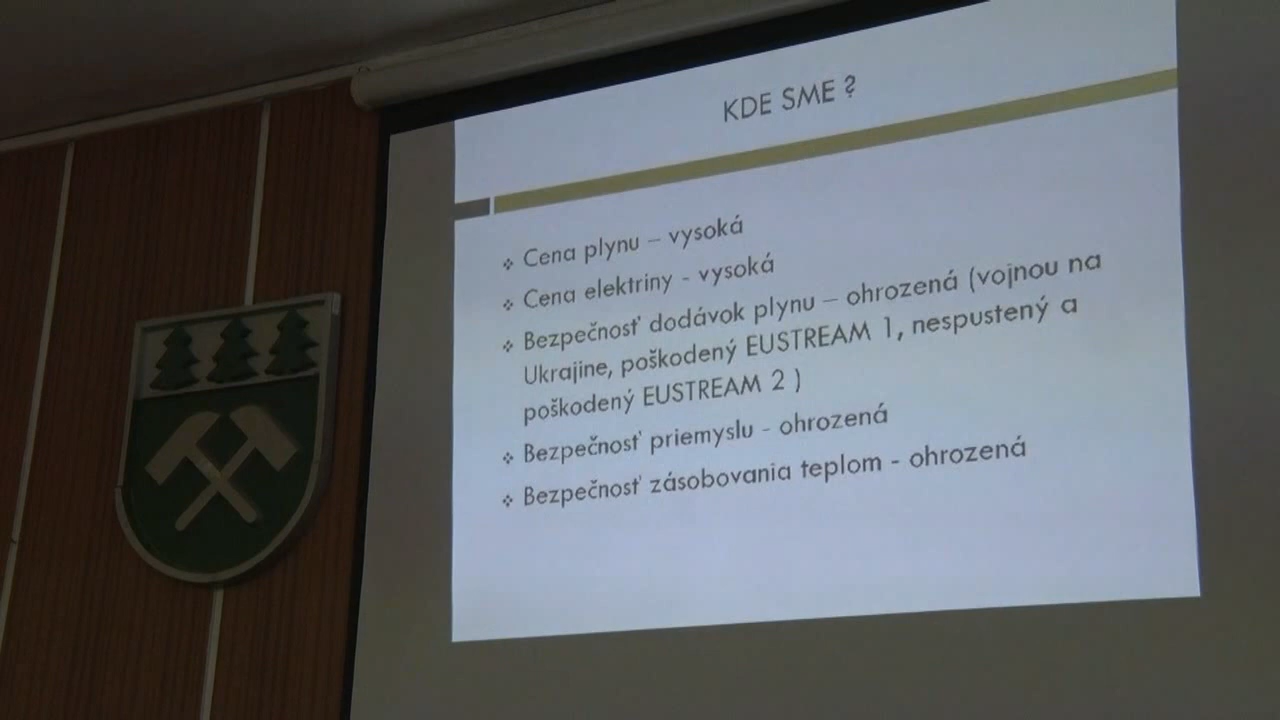 KDE SME ?
❖ Cena plynu – vysoká
❖ Cena elektriny - vysoká
❖ Bezpečnosť dodávok plynu – ohrozená (vojnou na
Ukrajine, poškodený EUSTREAM 1, nespustený a
poškodený EUSTREAM 2 )
❖ Bezpečnosť priemyslu - ohrozená
❖ Bezpečnosť zásobovania teplom - ohrozená